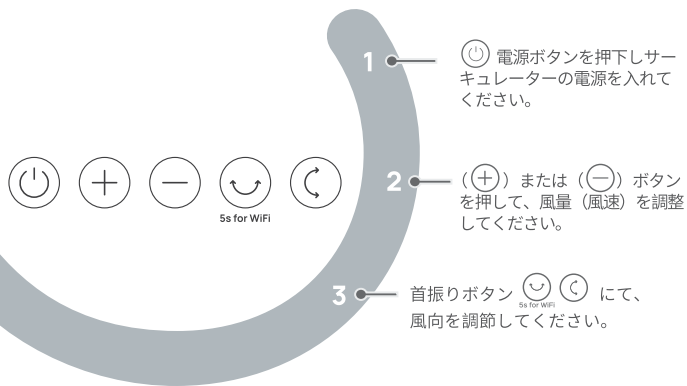 1
電源ボタンを押下しサー
キュレーターの電源を入れて
ください。
5s for WiFi
2
(+) または (−) ボタン
を押して、風量（風速）を調整
してください。
3
首振りボタン にて、
5s for WiFi
風向を調節してください。